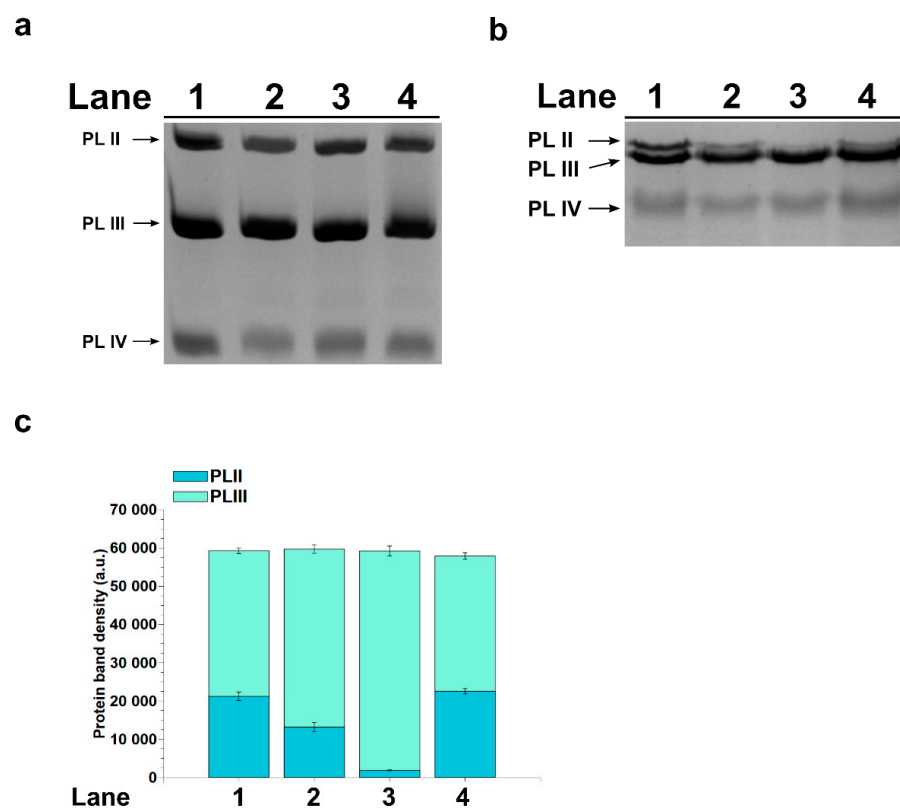 a
Lane 1 2 3 4
PL II
PL III
PL IV
b
Lane 1 2 3 4
PL II
PL III
PL IV
c
PLII
PLIII
Protein band density (a.u.)
70 000
60 000
50 000
40 000
30 000
20 000
10 000
0
Lane 1 2 3 4